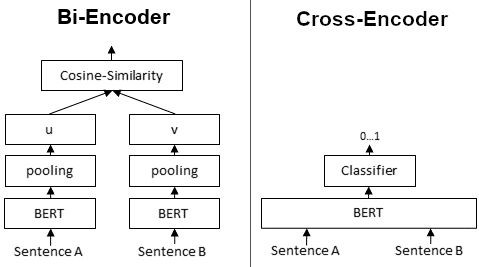 Bi-Encoder
Cosine-Similarity
u
v
pooling
pooling
BERT
BERT
Sentence A
Sentence B
Cross-Encoder
0...1
Classifier
BERT
Sentence A
Sentence B